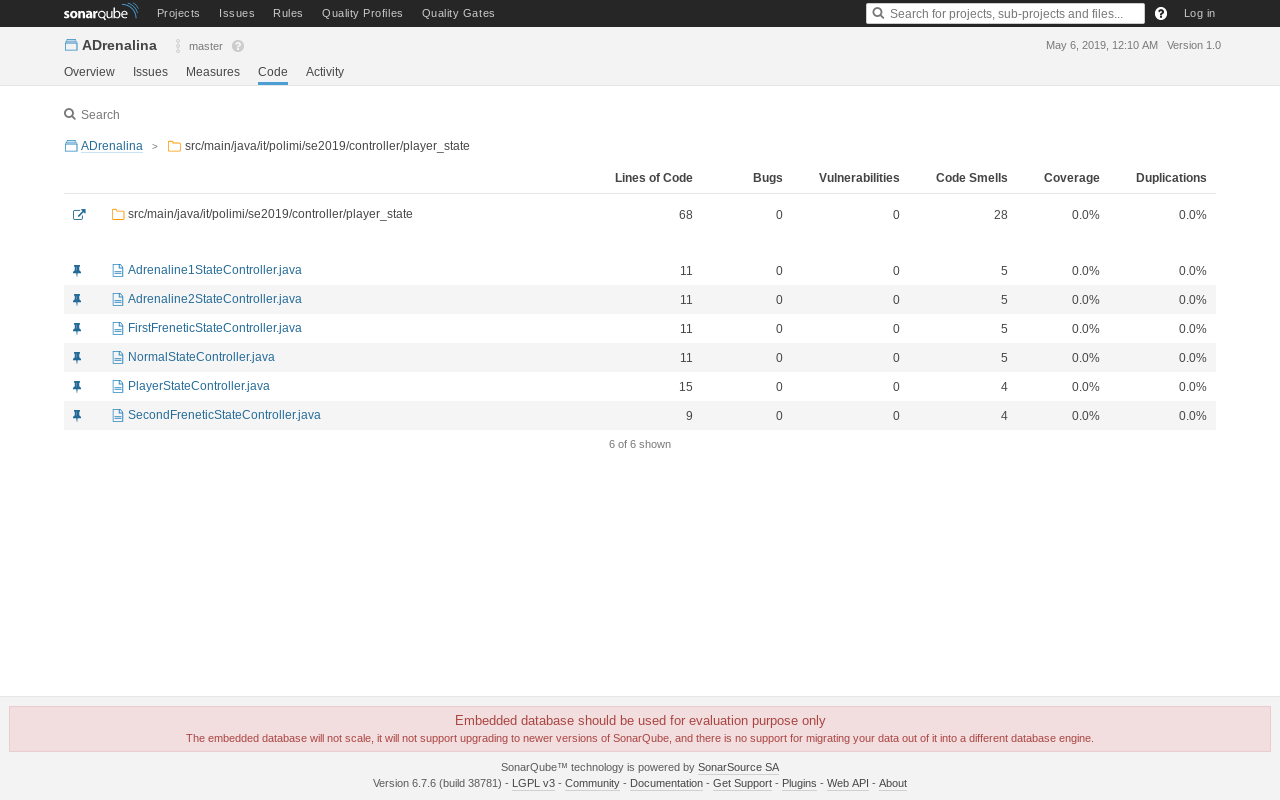 sonarqube Projects Issues Rules Quality Profiles Quality Gates Search for projects, sub-projects and files... Log in
ADrenalina master May 6, 2019, 12:10 AM Version 1.0
Overview Issues Measures Code Activity
Search
ADrenalina > src/main/java/it/polimi/se2019/controller/player_state
Lines of Code Bugs Vulnerabilities Code Smells Coverage Duplications
src/main/java/it/polimi/se2019/controller/player_state 68 0 0 28 0.0% 0.0%
Adrenaline1StateController.java 11 0 0 5 0.0% 0.0%
Adrenaline2StateController.java 11 0 0 5 0.0% 0.0%
FirstFreneticStateController.java 11 0 0 5 0.0% 0.0%
NormalStateController.java 11 0 0 5 0.0% 0.0%
PlayerStateController.java 15 0 0 4 0.0% 0.0%
SecondFreneticStateController.java 9 0 0 4 0.0% 0.0%
6 of 6 shown
Embedded database should be used for evaluation purpose only
The embedded database will not scale, it will not support upgrading to newer versions of SonarQube, and there is no support for migrating your data out of it into a different database engine.
SonarQube™ technology is powered by SonarSource SA
Version 6.7.6 (build 38781) - LGPL v3 - Community - Documentation - Get Support - Plugins - Web API - About